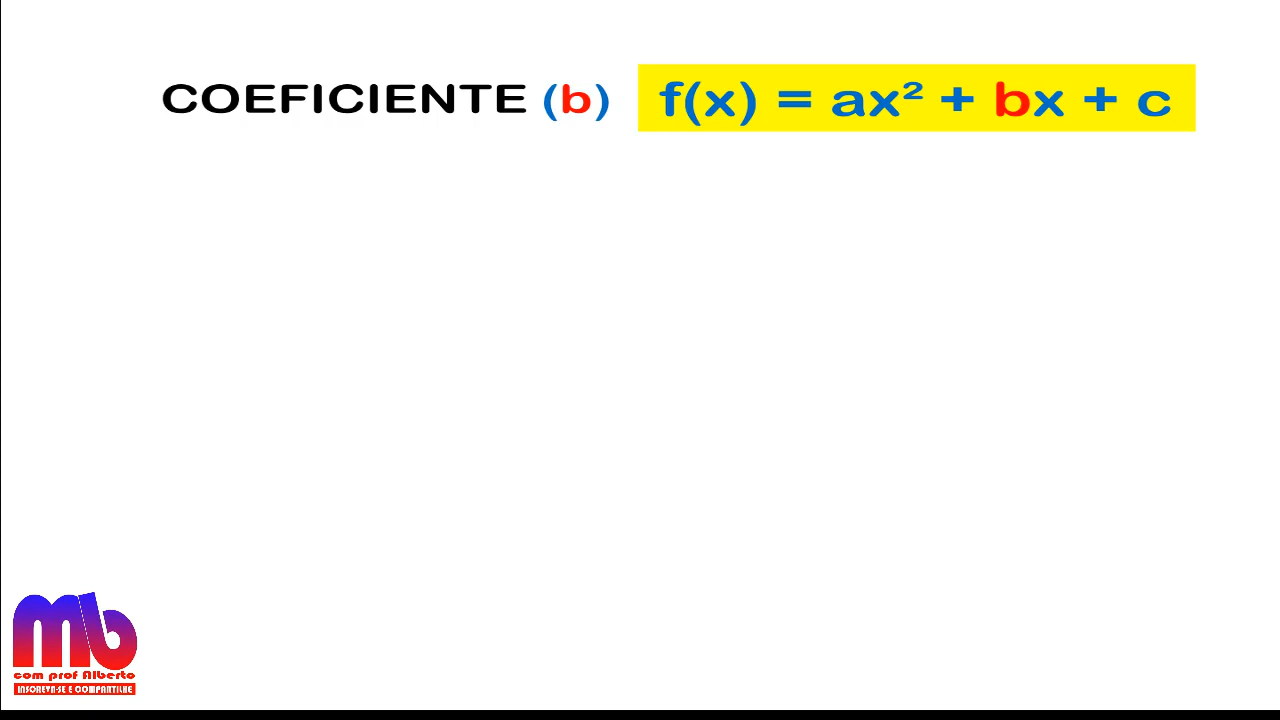 COEFICIENTE (b) f(x) = ax² + bx + c
Mb
com prof Alberto
INSCREVA-SE E COMPARTILHE